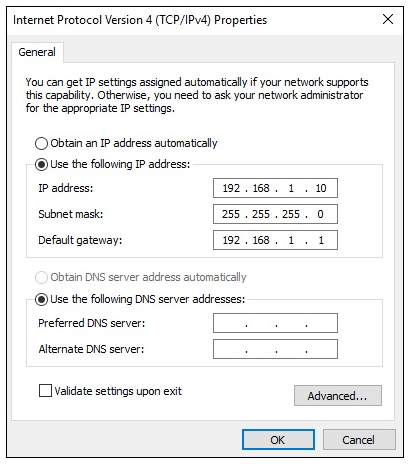 Internet Protocol Version 4 (TCP/IPv4) Properties
General
You can get IP settings assigned automatically if your network supports
this capability. Otherwise, you need to ask your network administrator
for the appropriate IP settings.
Obtain an IP address automatically
Use the following IP address:
IP address: 192 . 168 . 1 . 10
Subnet mask: 255 . 255 . 255 . 0
Default gateway: 192 . 168 . 1 . 1
Obtain DNS server address automatically
Use the following DNS server addresses:
Preferred DNS server: . . .
Alternate DNS server: . . .
Validate settings upon exit
Advanced...
OK Cancel